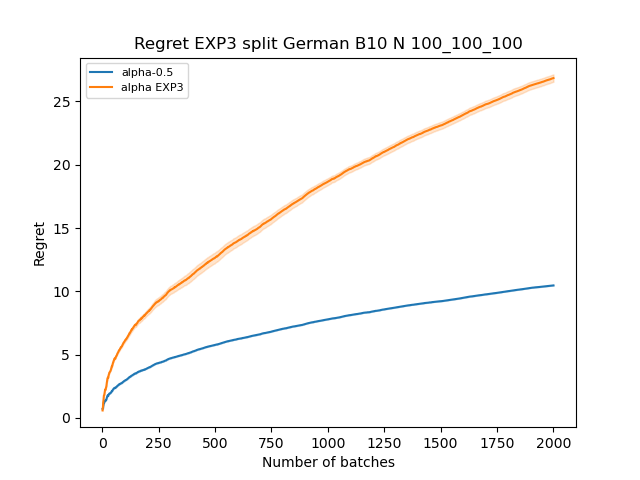 Regret EXP3 split German B10 N 100_100_100
alpha-0.5
alpha EXP3
Regret
25
20
15
10
5
0
0 250 500 750 1000 1250 1500 1750 2000
Number of batches